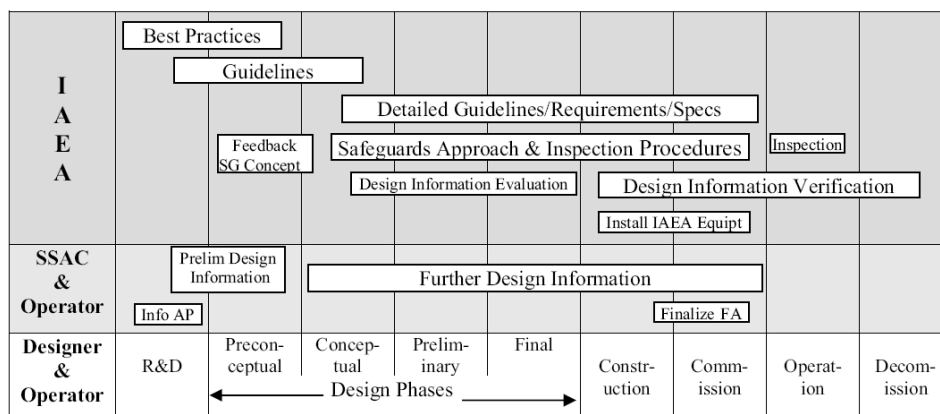 I
A
E
A
Best Practices
Guidelines
Detailed Guidelines/Requirements/Specs
Feedback
SG Concept
Safeguards Approach & Inspection Procedures
Inspection
Design Information Evaluation
Design Information Verification
Install IAEA Equipt
SSAC
&
Operator
Prelim Design
Information
Further Design Information
Info AP
Finalize FA
Designer
&
Operator
R&D
Precon-
ceptual
Concep-
tual
Prelim-
inary
Final
Constr-
uction
Comm-
ission
Operat-
ion
Decom-
ission
Design Phases